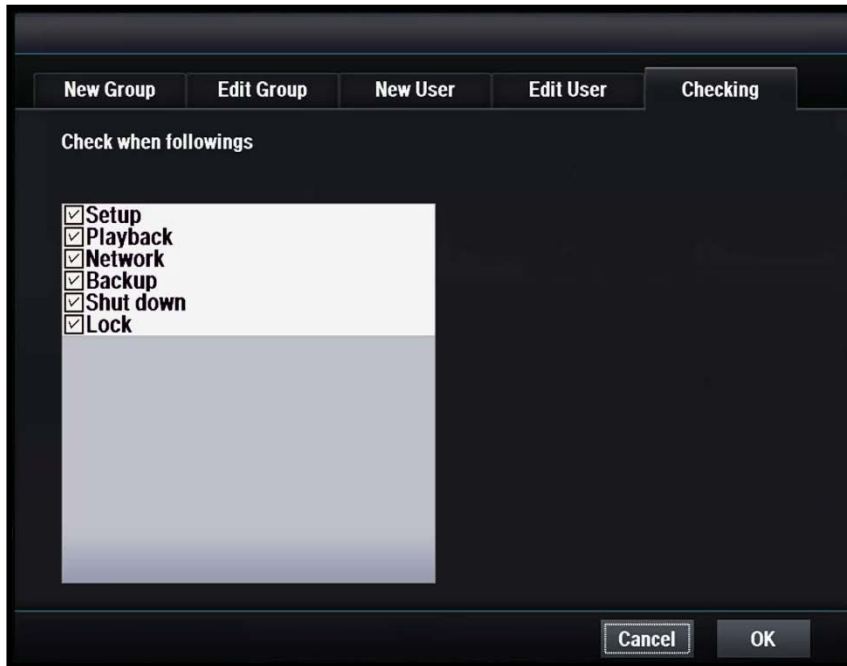 New Group Edit Group New User Edit User Checking
Check when followings
Setup
Playback
Network
Backup
Shut down
Lock
Cancel OK